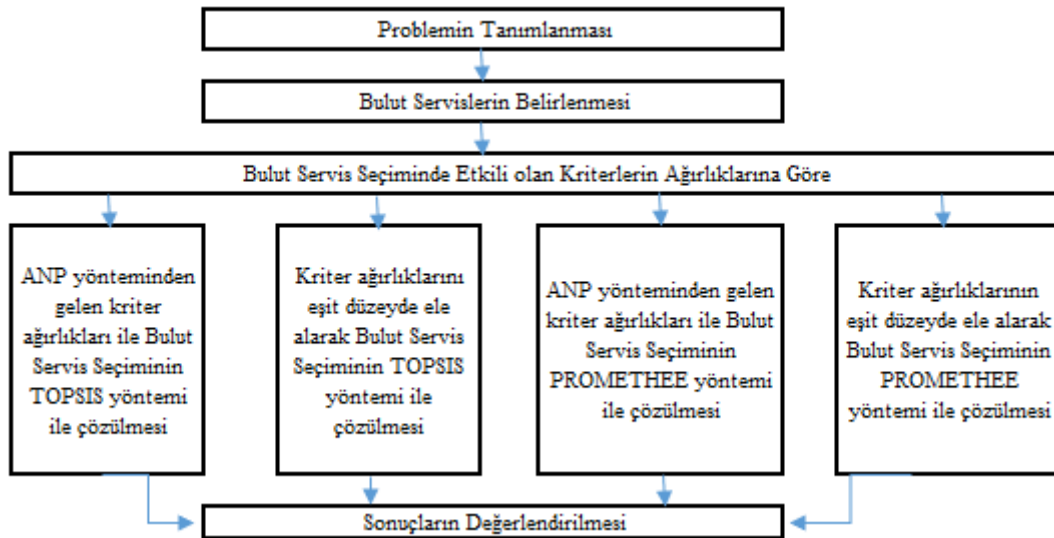 Problemin Tanımlanması
Bulut Servislerin Belirlenmesi
Bulut Servis Seçiminde Etkili olan Kriterlerin Ağırlıklarına Göre
ANP yönteminden
gelen kriter
ağırlıkları ile Bulut
Servis Seçiminin
TOPSIS yöntemi
ile çözülmesi
Kriter ağırlıklarını
eşit düzeyde ele
alarak Bulut Servis
Seçiminin TOPSIS
yöntemi ile
çözülmesi
ANP yönteminden gelen
kriter ağırlıkları ile Bulut
Servis Seçiminin
PROMETHEE yöntemi
ile çözülmesi
Kriter ağırlıklarının
eşit düzeyde ele alarak
Bulut Servis Seçiminin
PROMETHEE
yöntemi ile çözülmesi
Sonuçların Değerlendirilmesi